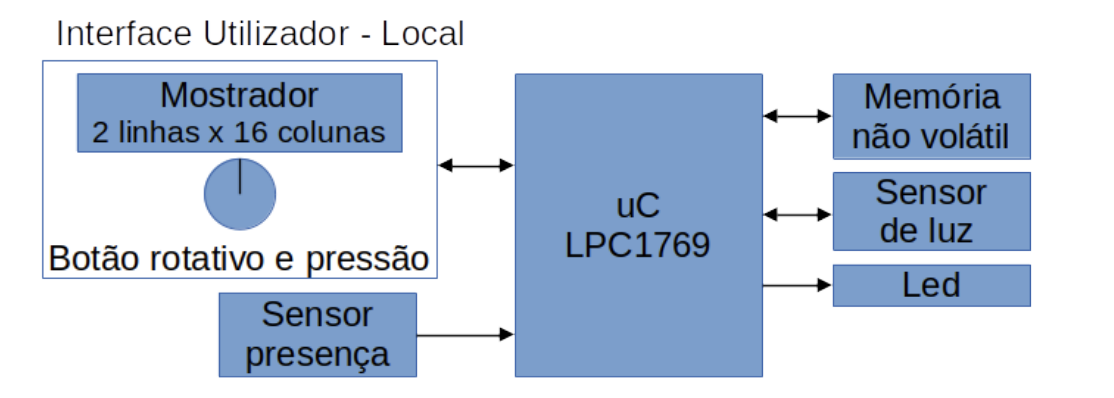 Interface Utilizador - Local
Mostrador
2 linhas x 16 colunas
Botão rotativo e pressão
Sensor
presença
uC
LPC1769
Memória
não volátil
Sensor
de luz
Led